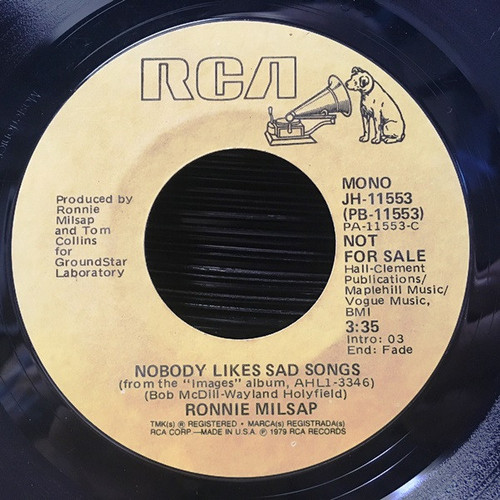 RCA
MONO
JH-11553
(PB-11553)
PA-11553-C
NOT
FOR SALE
Hall-Clement
Publications/
Maplehill Music/
Vogue Music,
BMI
3:35
Intro: 03
End: Fade
Produced by
Ronnie
Milsap
and Tom
Collins
for
GroundStar
Laboratory
NOBODY LIKES SAD SONGS
(from the "Images" album, AHL1-3346)
(Bob McDill-Wayland Holyfield)
RONNIE MILSAP
TMK(s) ® REGISTERED • MARCA(s) REGISTRADA(s)
RCA CORP.—MADE IN U.S.A. ℗ 1979 RCA RECORDS